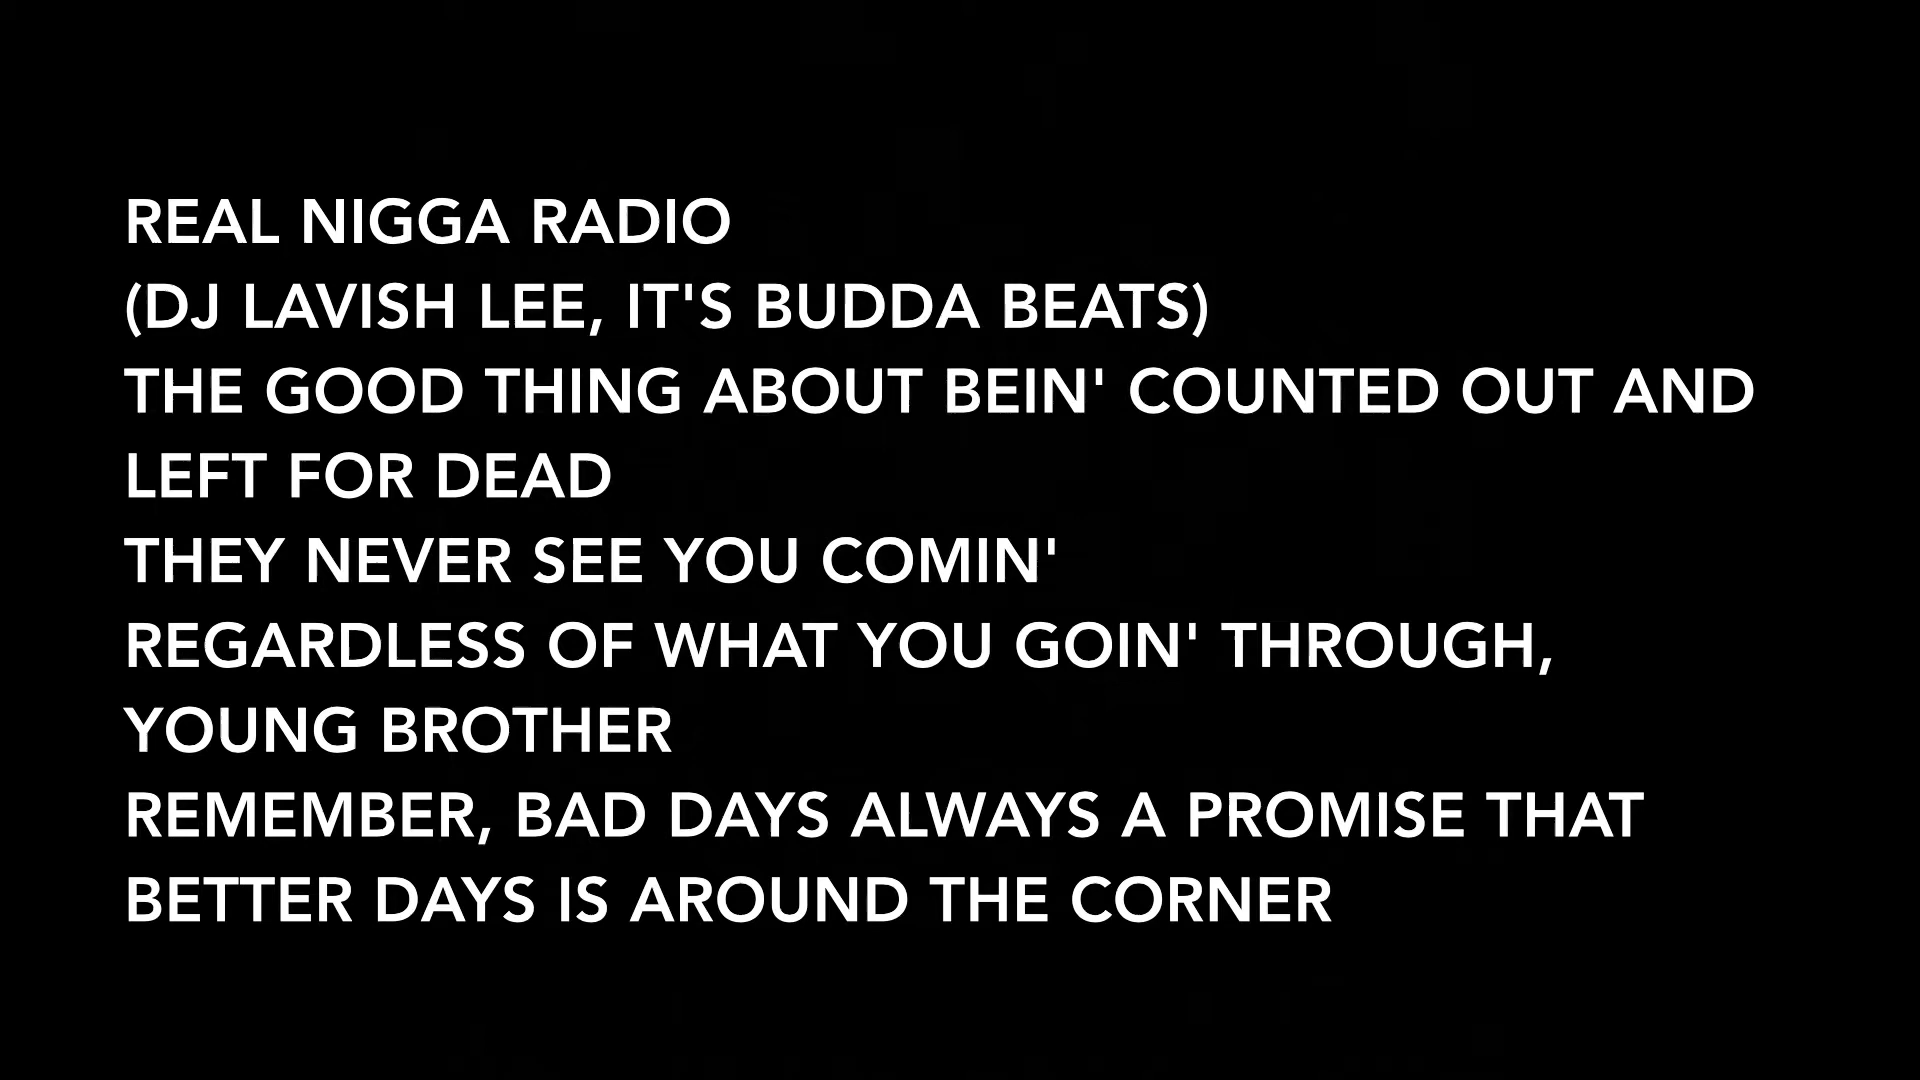 REAL NIGGA RADIO
(DJ LAVISH LEE, IT'S BUDDA BEATS)
THE GOOD THING ABOUT BEIN' COUNTED OUT AND
LEFT FOR DEAD
THEY NEVER SEE YOU COMIN'
REGARDLESS OF WHAT YOU GOIN' THROUGH,
YOUNG BROTHER
REMEMBER, BAD DAYS ALWAYS A PROMISE THAT
BETTER DAYS IS AROUND THE CORNER